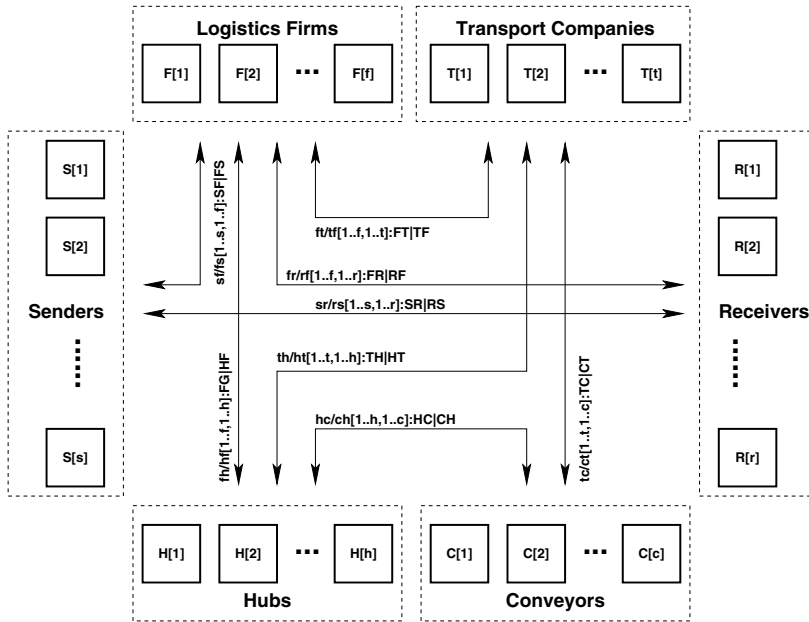 Logistics Firms
F[1] F[2] ... F[f]
Transport Companies
T[1] T[2] ... T[t]
S[1]
S[2]
Senders
S[s]
R[1]
R[2]
Receivers
R[r]
sf/fs[1..s,1..f]:SF|FS
ft/tf[1..f,1..t]:FT|TF
fr/rf[1..f,1..r]:FR|RF
sr/rs[1..s,1..r]:SR|RS
th/ht[1..t,1..h]:TH|HT
fh/hf[1..f,1..h]:FG|HF
hc/ch[1..h,1..c]:HC|CH
tc/ct[1..t,1..c]:TC|CT
H[1] H[2] ... H[h]
Hubs
C[1] C[2] ... C[c]
Conveyors